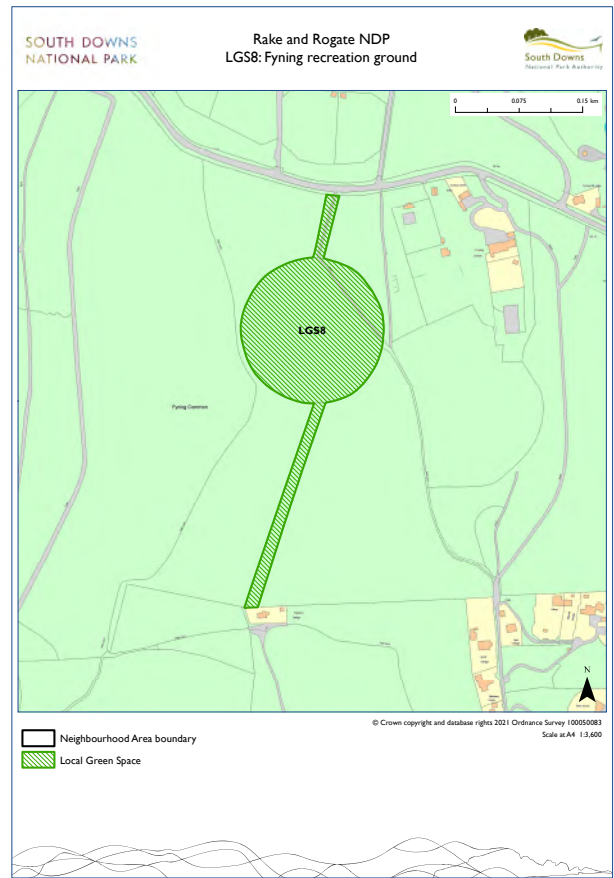 SOUTH DOWNS
NATIONAL PARK
Rake and Rogate NDP
LGS8: Fyning recreation ground
South Downs
National Park Authority
0 0.075 0.15 km
LGS8
Fyning Common
N
© Crown copyright and database rights 2021 Ordnance Survey 100050083
Scale at A4 1:3,600
Neighbourhood Area boundary
Local Green Space